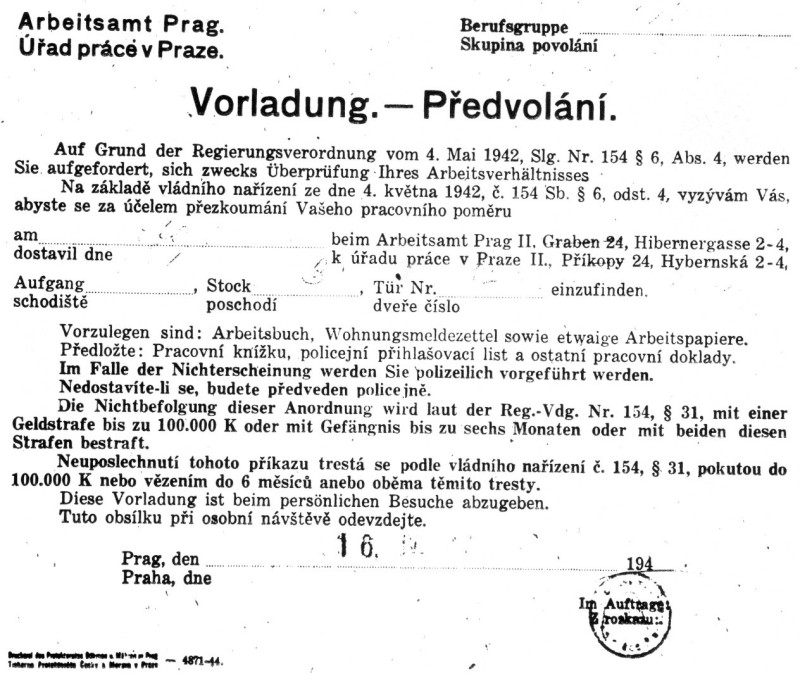 Arbeitsamt Prag.
Úřad práce v Praze.
Berufsgruppe
Skupina povolání
Vorladung. — Předvolání.
Auf Grund der Regierungsverordnung vom 4. Mai 1942, Slg. Nr. 154 § 6, Abs. 4, werden
Sie aufgefordert, sich zwecks Überprüfung Ihres Arbeitsverhältnisses
Na základě vládního nařízení ze dne 4. května 1942, č. 154 Sb. § 6, odst. 4, vyzývám Vás,
abyste se za účelem přezkoumání Vašeho pracovního poměru
am beim Arbeitsamt Prag II, Graben 24, Hibernergasse 2-4,
dostavil dne k úřadu práce v Praze II., Příkopy 24, Hybernská 2-4,
Aufgang , Stock , Tür Nr. einzufinden.
schodiště poschodí dveře číslo
Vorzulegen sind: Arbeitsbuch, Wohnungsmeldezettel sowie etwaige Arbeitspapiere.
Předložte: Pracovní knížku, policejní přihlašovací list a ostatní pracovní doklady.
Im Falle der Nichterscheinung werden Sie polizeilich vorgeführt werden.
Nedostavíte-li se, budete předveden policejně.
Die Nichtbefolgung dieser Anordnung wird laut der Reg.-Vdg. Nr. 154, § 31, mit einer
Geldstrafe bis zu 100.000 K oder mit Gefängnis bis zu sechs Monaten oder mit beiden diesen
Strafen bestraft.
Neuposlechnutí tohoto příkazu trestá se podle vládního nařízení č. 154, § 31, pokutou do
100.000 K nebo vězením do 6 měsíců anebo oběma těmito tresty.
Diese Vorladung ist beim persönlichen Besuche abzugeben.
Tuto obsílku při osobní návštěvě odevzdejte.
16.
Prag, den 194
Praha, dne
Im Auftrage:
Z rozkazu:
— 4871-44.